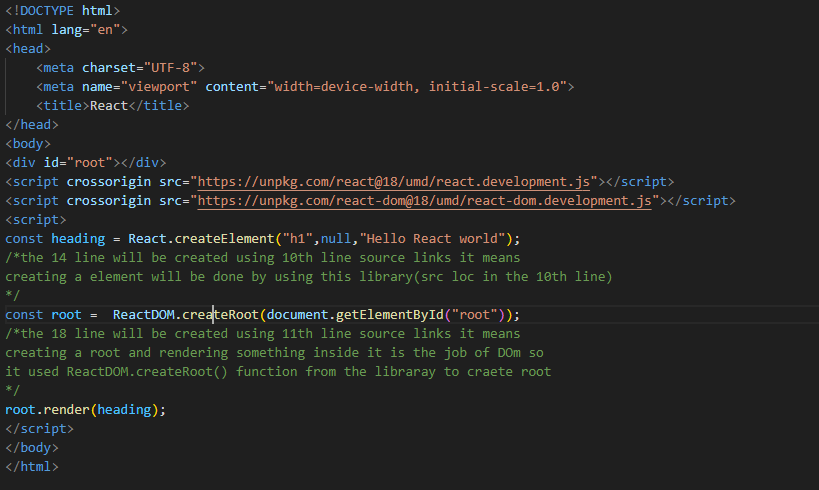 <!DOCTYPE html>
<html lang="en">
<head>
    <meta charset="UTF-8">
    <meta name="viewport" content="width=device-width, initial-scale=1.0">
    <title>React</title>
</head>
<body>
<div id="root"></div>
<script crossorigin src="https://unpkg.com/react@18/umd/react.development.js"></script>
<script crossorigin src="https://unpkg.com/react-dom@18/umd/react-dom.development.js"></script>
<script>
const heading = React.createElement("h1",null,"Hello React world");
/*the 14 line will be created using 10th line source links it means
creating a element will be done by using this library(src loc in the 10th line)
*/
const root =  ReactDOM.createRoot(document.getElementById("root"));
/*the 18 line will be created using 11th line source links it means
creating a root and rendering something inside it is the job of DOm so
it used ReactDOM.createRoot() function from the libraray to craete root
*/
root.render(heading);
</script>
</body>
</html>